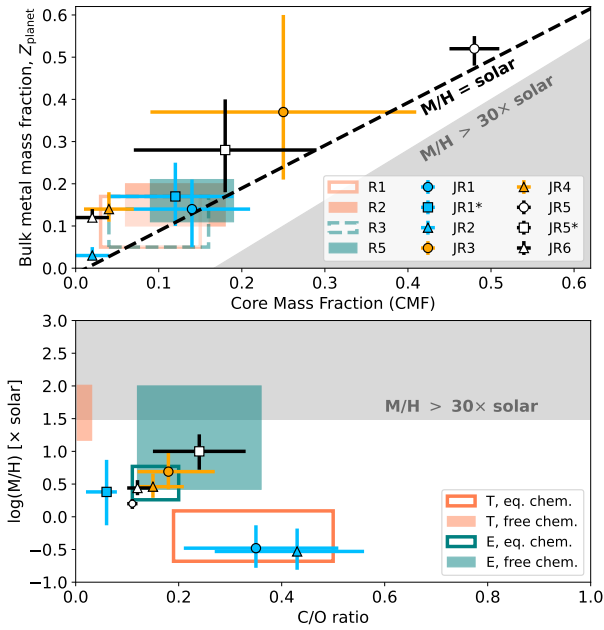 Bulk metal mass fraction, Z_planet
0.6
0.5
0.4
0.3
0.2
0.1
0.0
M/H = solar
M/H > 30× solar
R1
R2
R3
R5
JR1
JR1*
JR2
JR3
JR4
JR5
JR5*
JR6
0.0 0.1 0.2 0.3 0.4 0.5 0.6
Core Mass Fraction (CMF)
log(M/H) [× solar]
3.0
2.5
2.0
1.5
1.0
0.5
0.0
−0.5
−1.0
M/H > 30× solar
T, eq. chem.
T, free chem.
E, eq. chem.
E, free chem.
0.0 0.2 0.4 0.6 0.8 1.0
C/O ratio